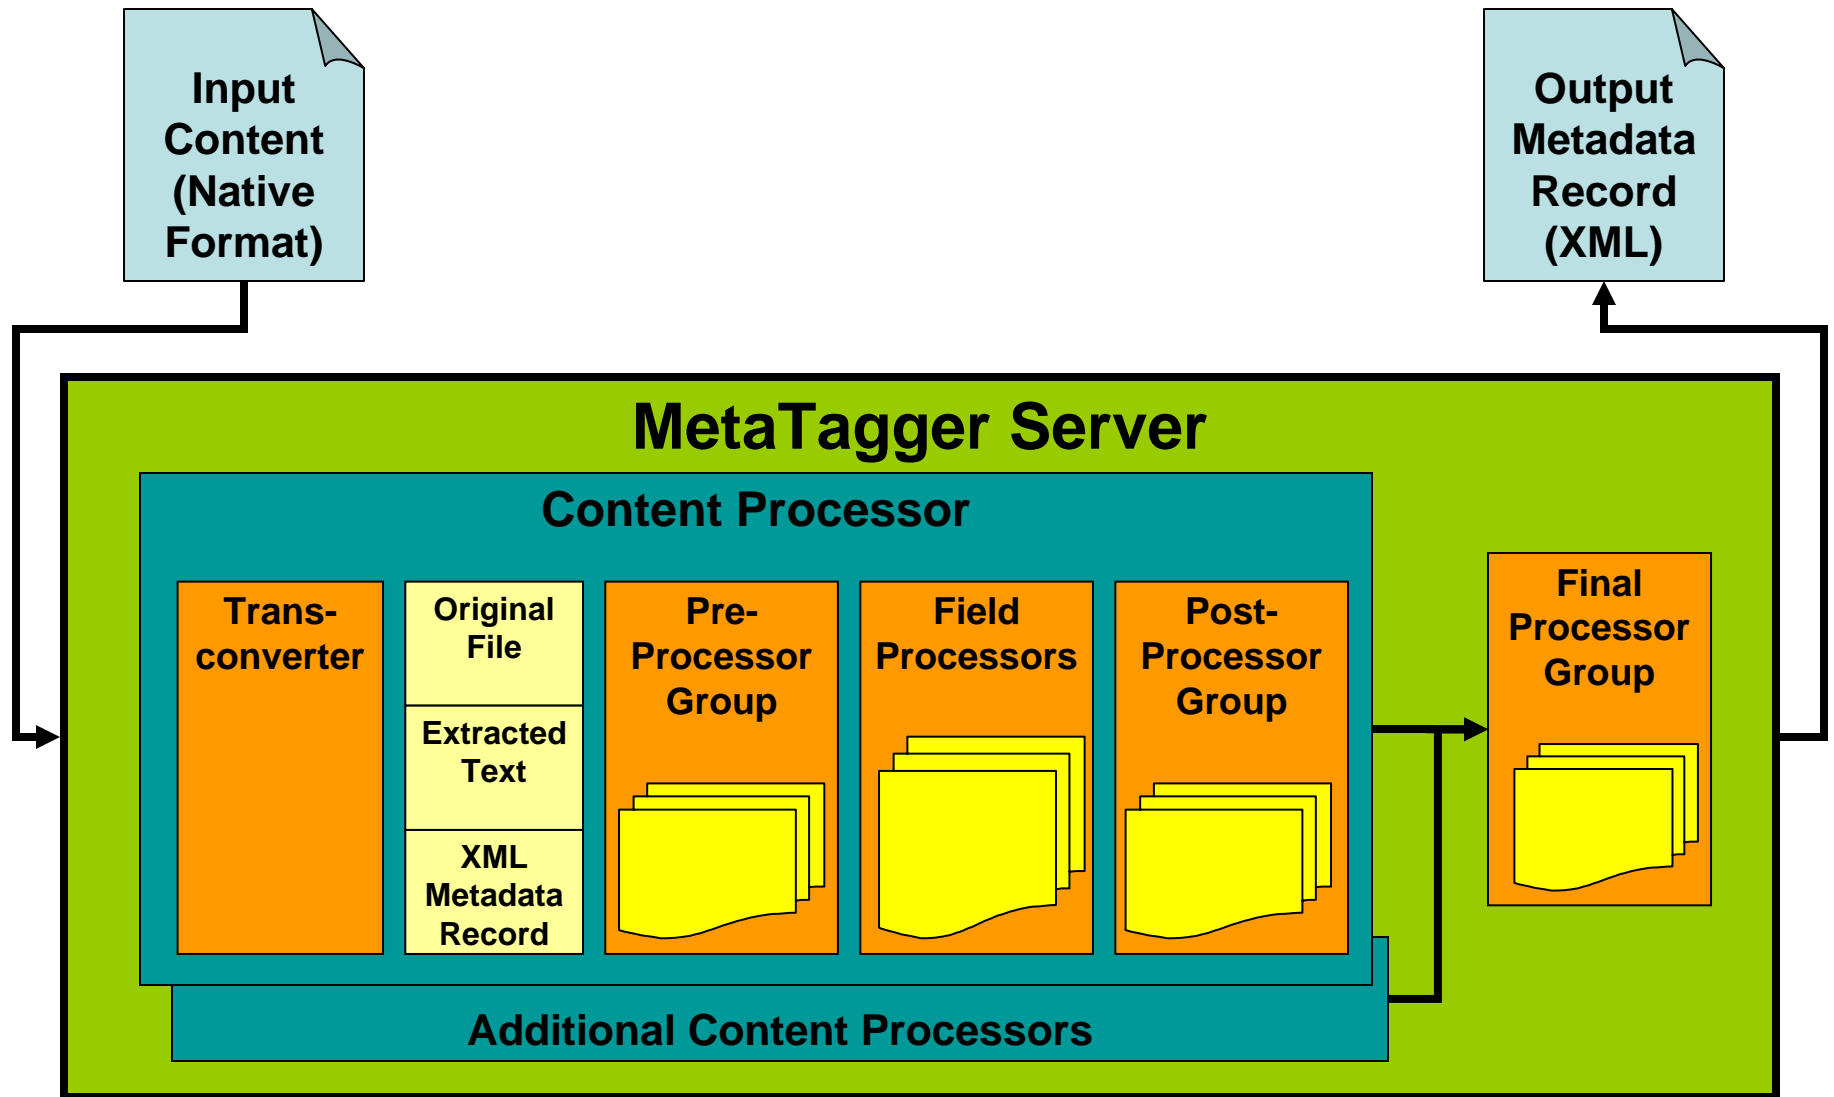 Input
Content
(Native
Format)
Output
Metadata
Record
(XML)
MetaTagger Server
Content Processor
Trans-
converter
Original
File
Extracted
Text
XML
Metadata
Record
Pre-
Processor
Group
Field
Processors
Post-
Processor
Group
Final
Processor
Group
Additional Content Processors